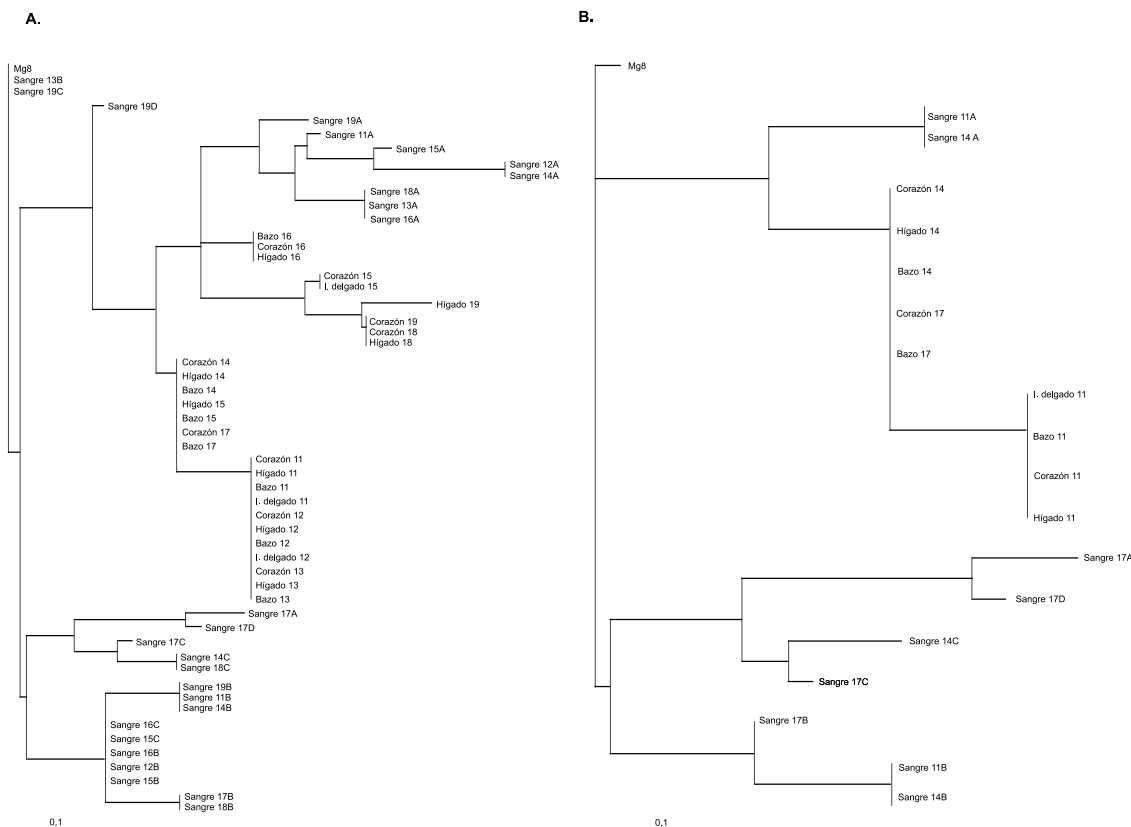 A.
Mg8
Sangre 13B
Sangre 19C
Sangre 19D
Sangre 19A
Sangre 11A
Sangre 15A
Sangre 12A
Sangre 14A
Sangre 18A
Sangre 13A
Sangre 16A
Bazo 16
Corazón 16
Hígado 16
Corazón 15
I. delgado 15
Hígado 19
Corazón 19
Corazón 18
Hígado 18
Corazón 14
Hígado 14
Bazo 14
Hígado 15
Bazo 15
Corazón 17
Bazo 17
Corazón 11
Hígado 11
Bazo 11
I. delgado 11
Corazón 12
Hígado 12
Bazo 12
I. delgado 12
Corazón 13
Hígado 13
Bazo 13
Sangre 17A
Sangre 17D
Sangre 17C
Sangre 14C
Sangre 18C
Sangre 19B
Sangre 11B
Sangre 14B
Sangre 16C
Sangre 15C
Sangre 16B
Sangre 12B
Sangre 15B
Sangre 17B
Sangre 18B
0,1
B.
Mg8
Sangre 11A
Sangre 14 A
Corazón 14
Hígado 14
Bazo 14
Corazón 17
Bazo 17
I. delgado 11
Bazo 11
Corazón 11
Hígado 11
Sangre 17A
Sangre 17D
Sangre 14C
Sangre 17C
Sangre 17B
Sangre 11B
Sangre 14B
0,1